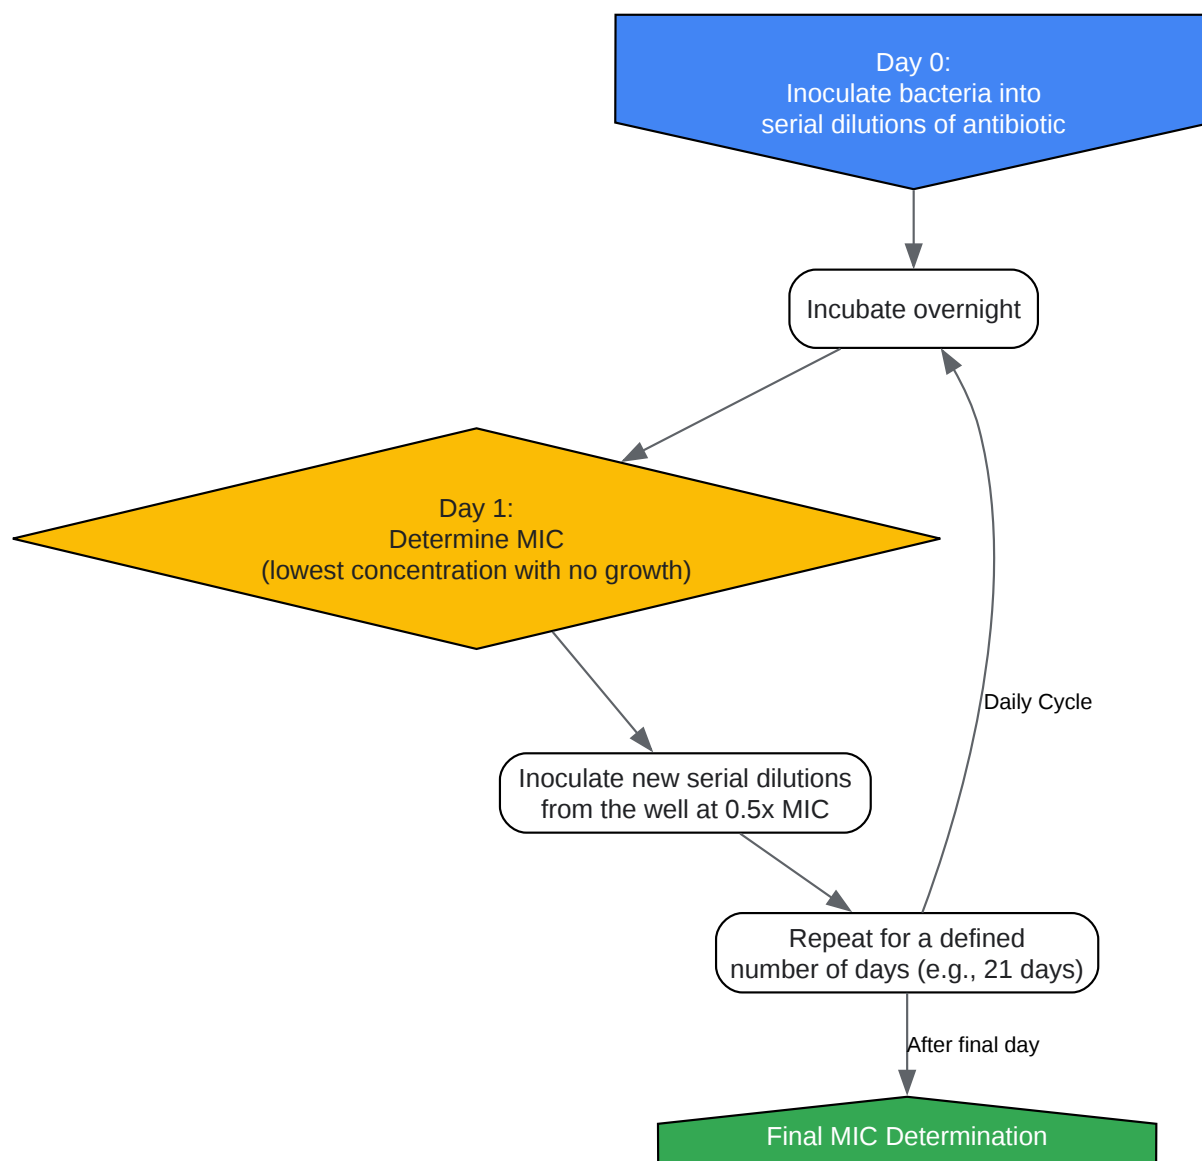 Day 0:
Inoculate bacteria into
serial dilutions of antibiotic
Incubate overnight
Day 1:
Determine MIC
(lowest concentration with no growth)
Daily Cycle
Inoculate new serial dilutions
from the well at 0.5x MIC
Repeat for a defined
number of days (e.g., 21 days)
After final day
Final MIC Determination